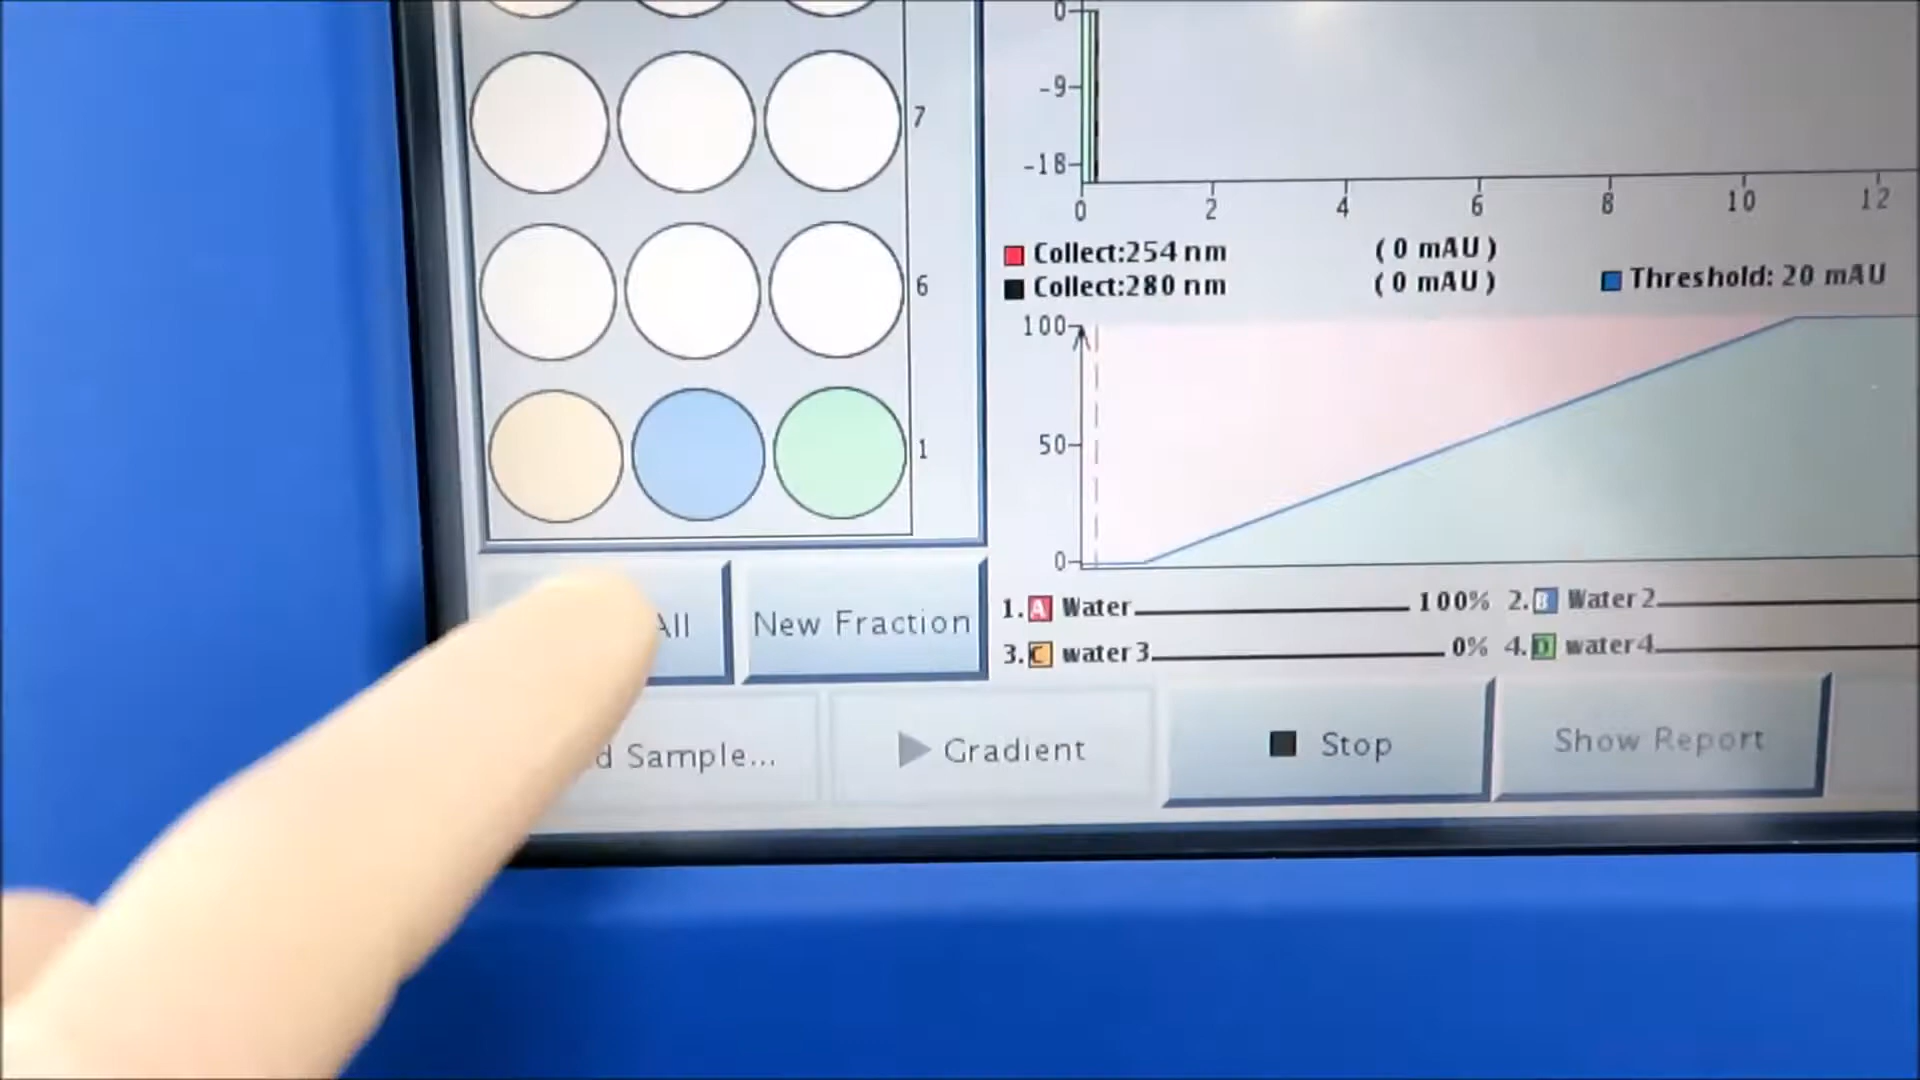 7
6
1
0
-9
-18
0 2 4 6 8 10 12
Collect:254 nm (0 mAU)
Collect:280 nm (0 mAU)
Threshold: 20 mAU
100
50
0
1. A Water 100% 2. B Water 2
3. C water 3 0% 4. D water4
All
New Fraction
d Sample...
Gradient
Stop
Show Report